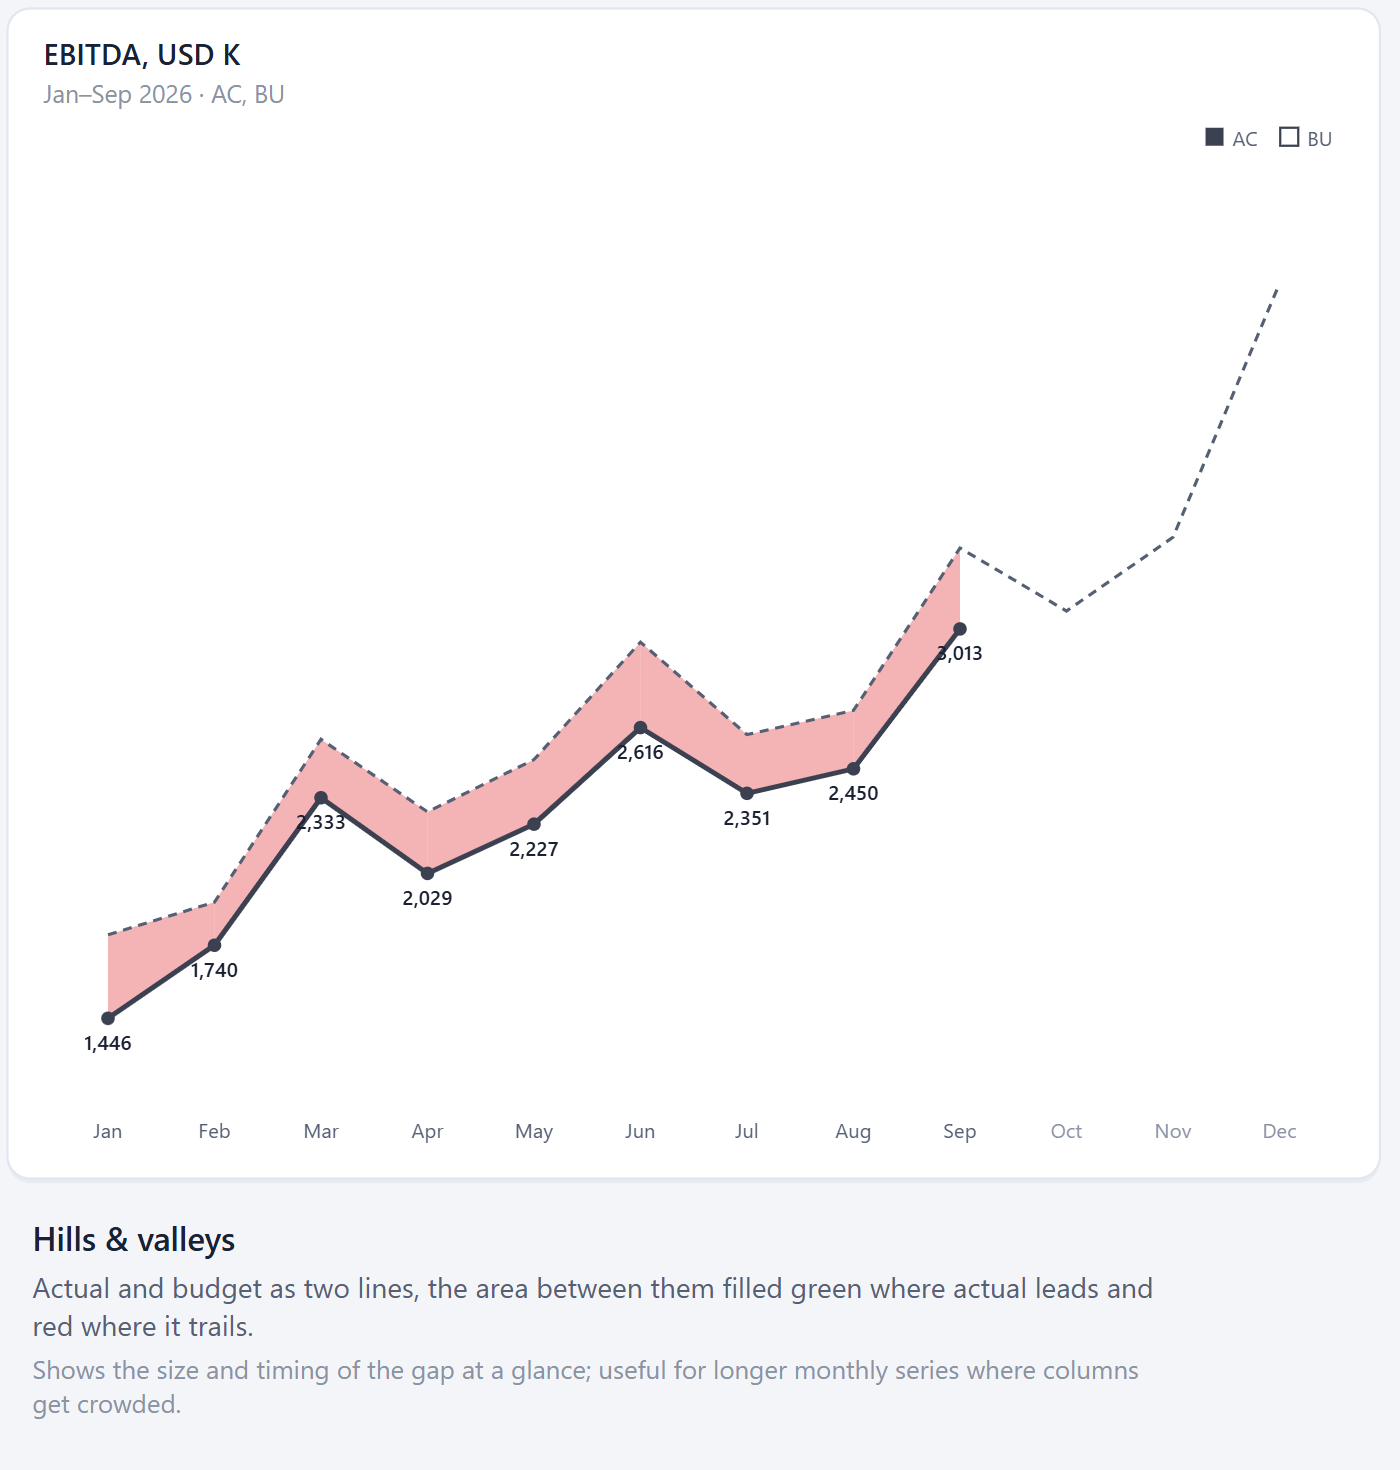 EBITDA, USD K
Jan–Sep 2026 · AC, BU
AC BU
3,013
2,616
2,450
2,351
2,333
2,227
2,029
1,740
1,446
Jan Feb Mar Apr May Jun Jul Aug Sep Oct Nov Dec
Hills & valleys
Actual and budget as two lines, the area between them filled green where actual leads and
red where it trails.
Shows the size and timing of the gap at a glance; useful for longer monthly series where columns
get crowded.